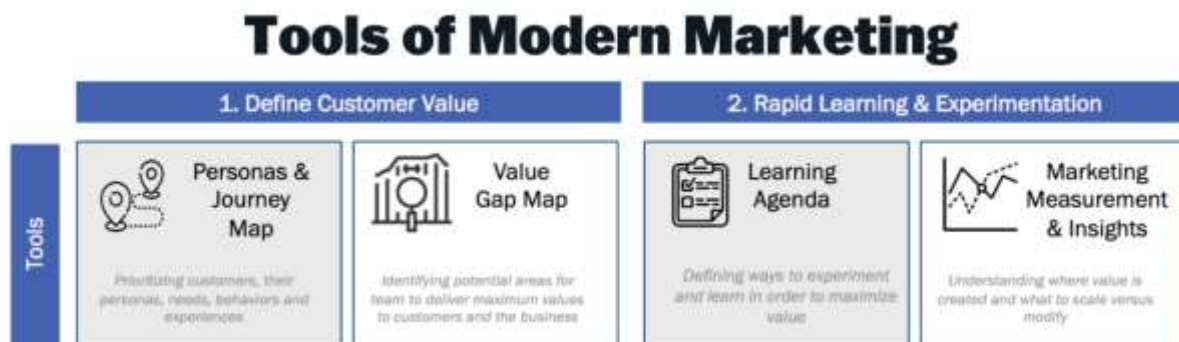 Tools of Modern Marketing
1. Define Customer Value
2. Rapid Learning & Experimentation
Tools
Personas &
Journey
Map
Prioritizing customers, their
personas, needs, behaviors and
experiences
Value
Gap Map
Identifying potential areas for
team to deliver maximum values
to customers and the business
Learning
Agenda
Defining ways to experiment
and learn in order to maximize
value
Marketing
Measurement
& Insights
Understanding where value is
created and what to scale versus
modify